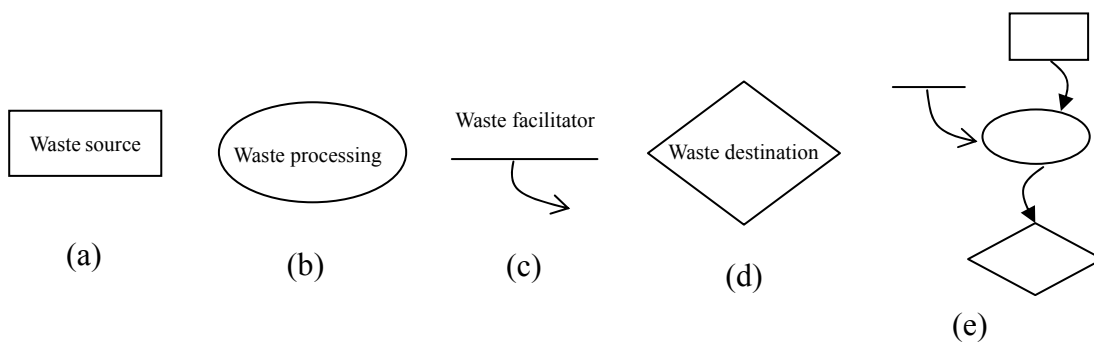 Waste source
Waste processing
Waste facilitator
Waste destination
(a)
(b)
(c)
(d)
(e)